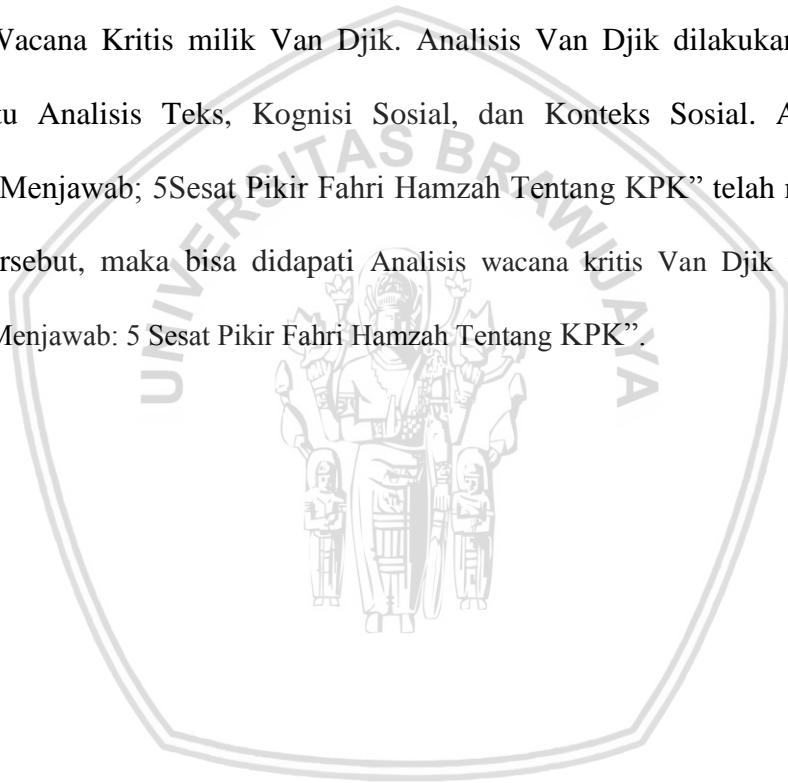 Wacana Kritis milik Van Djik. Analisis Van Djik dilakukan
tu Analisis Teks, Kognisi Sosial, dan Konteks Sosial. A
Menjawab; 5Sesat Pikir Fahri Hamzah Tentang KPK” telah
rsebut, maka bisa didapati Analisis wacana kritis Van Djik
Menjawab: 5 Sesat Pikir Fahri Hamzah Tentang KPK”.
UNIVERSITAS BRAWIJAYA